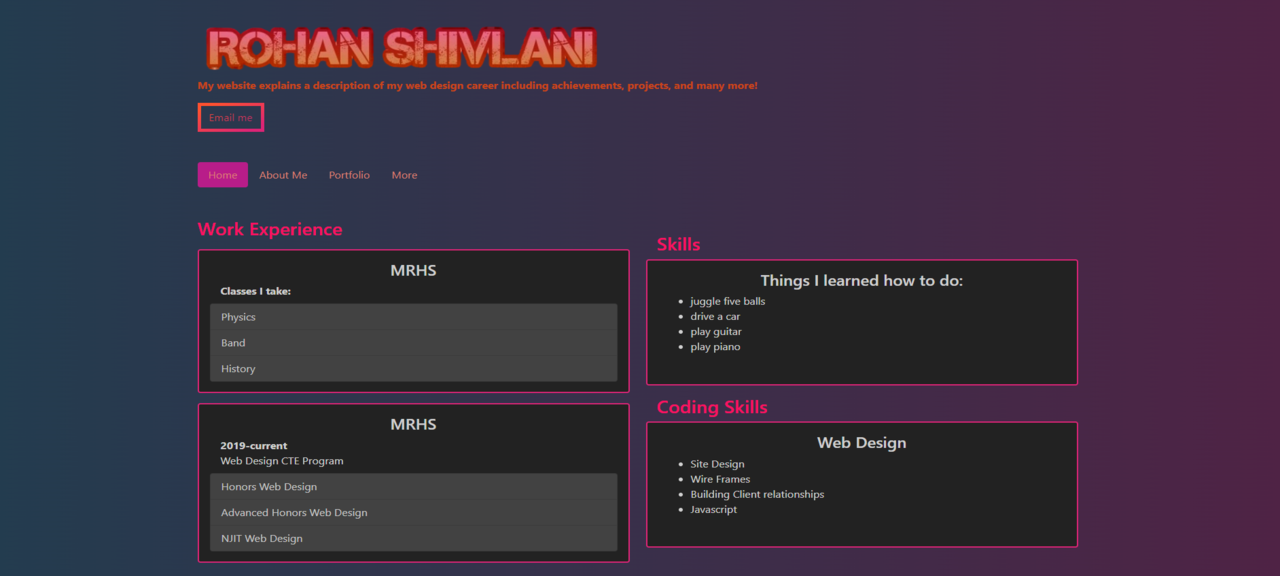 ROHAN SHIVLANI
My website explains a description of my web design career including achievements, projects, and many more!
Email me
Home About Me Portfolio More
Work Experience
MRHS
Classes I take:
Physics
Band
History
MRHS
2019-current
Web Design CTE Program
Honors Web Design
Advanced Honors Web Design
NJIT Web Design
Skills
Things I learned how to do:
juggle five balls
drive a car
play guitar
play piano
Coding Skills
Web Design
Site Design
Wire Frames
Building Client relationships
Javascript